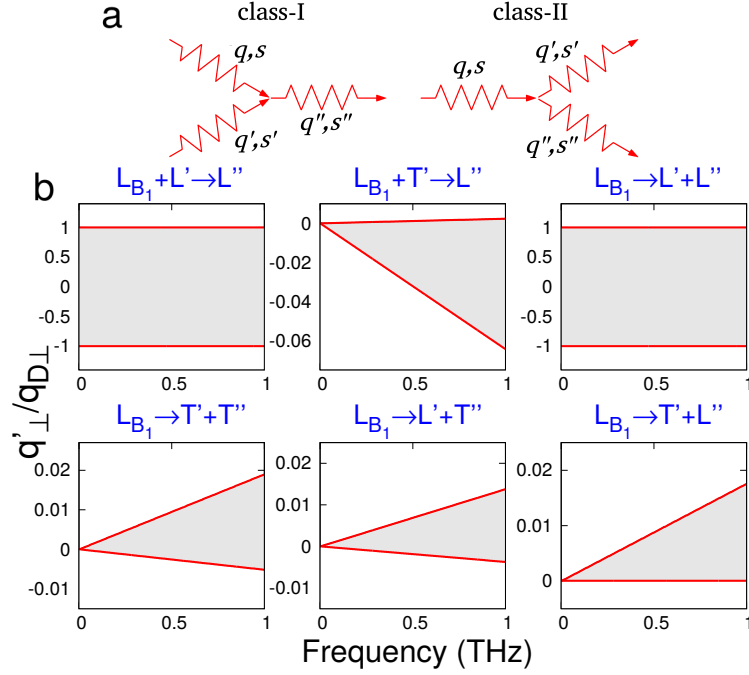 a
class-I
class-II
q,s
q',s'
q'',s''
q,s
q',s'
q'',s''
b
L_B₁+L'→L''
L_B₁+T'→L''
L_B₁→L'+L''
1
0.5
0
-0.5
-1
0
0.5
1
0
-0.02
-0.04
-0.06
0
0.5
1
1
0.5
0
-0.5
-1
0
0.5
1
q'⊥/q_D⊥
L_B₁→T'+T''
L_B₁→L'+T''
L_B₁→T'+L''
0.02
0.01
0
-0.01
0
0.5
1
0.02
0.01
0
-0.01
0
0.5
1
0.02
0.01
0
0
0.5
1
Frequency (THz)